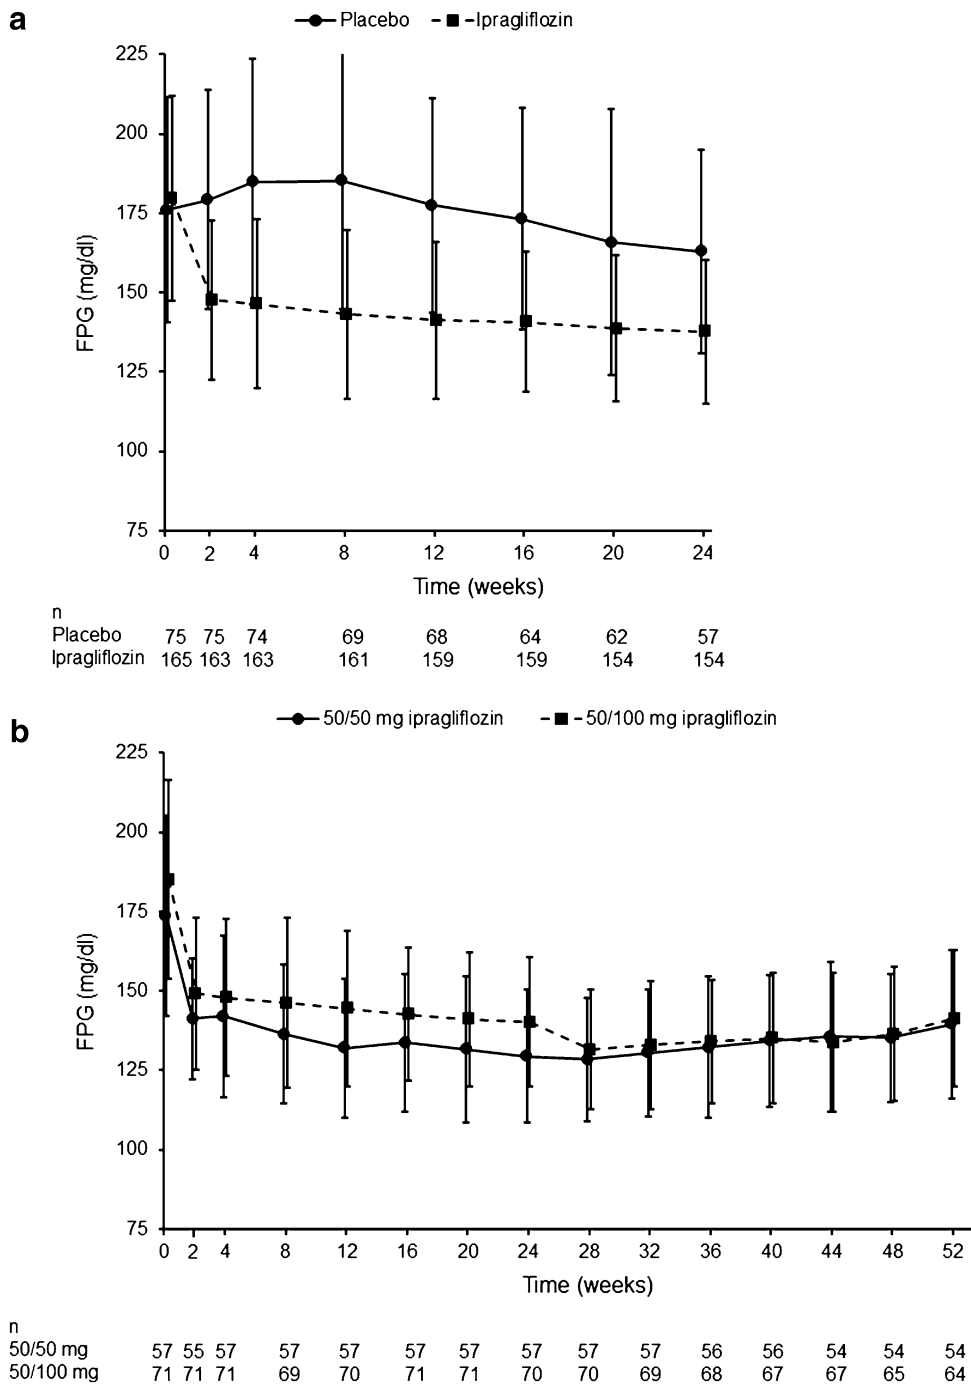 a
Placebo Ipragliflozin
225
200
175
150
125
100
75
FPG (mg/dl)
0 2 4 8 12 16 20 24
Time (weeks)
n
Placebo 75 75 74 69 68 64 62 57
Ipragliflozin 165 163 163 161 159 159 154 154
b
50/50 mg ipragliflozin 50/100 mg ipragliflozin
225
200
175
150
125
100
75
FPG (mg/dl)
0 2 4 8 12 16 20 24 28 32 36 40 44 48 52
Time (weeks)
n
50/50 mg 57 55 57 57 57 57 57 57 57 57 56 56 54 54 54
50/100 mg 71 71 71 69 70 71 71 70 70 69 68 67 67 65 64